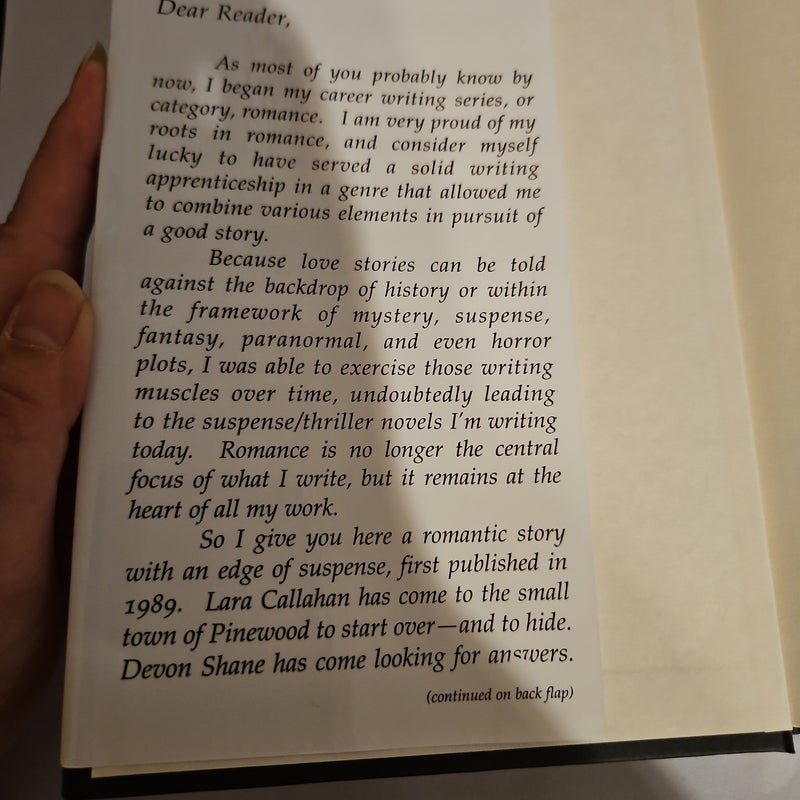 Dear Reader,
As most of you probably know by
now, I began my career writing series, or
category, romance. I am very proud of my
roots in romance, and consider myself
lucky to have served a solid writing
apprenticeship in a genre that allowed me
to combine various elements in pursuit of
a good story.
Because love stories can be told
against the backdrop of history or within
the framework of mystery, suspense,
fantasy, paranormal, and even horror
plots, I was able to exercise those writing
muscles over time, undoubtedly leading
to the suspense/thriller novels I'm writing
today. Romance is no longer the central
focus of what I write, but it remains at the
heart of all my work.
So I give you here a romantic story
with an edge of suspense, first published in
1989. Lara Callahan has come to the small
town of Pinewood to start over—and to hide.
Devon Shane has come looking for answers.
(continued on back flap)